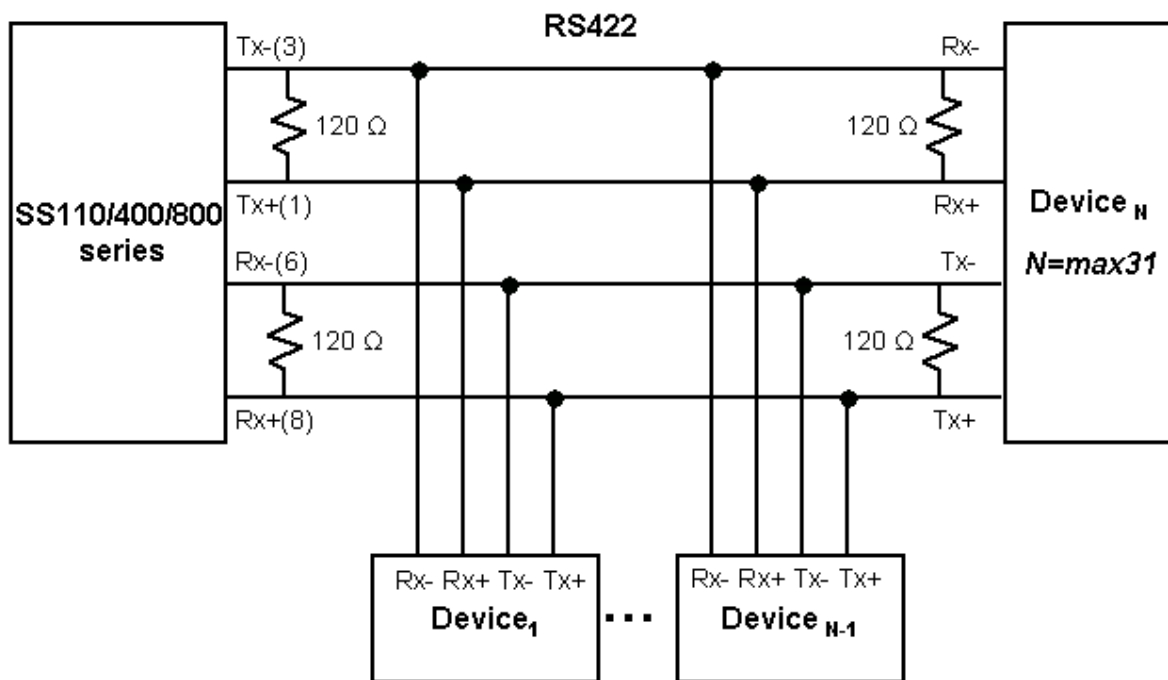 RS422
Tx-(3)
120 Ω
Tx+(1)
Rx-(6)
120 Ω
Rx+(8)
SS110/400/800
series
Rx-
120 Ω
Rx+
Tx-
120 Ω
Tx+
Device N
N=max31
Rx- Rx+ Tx- Tx+
Device1
...
Rx- Rx+ Tx- Tx+
Device N-1